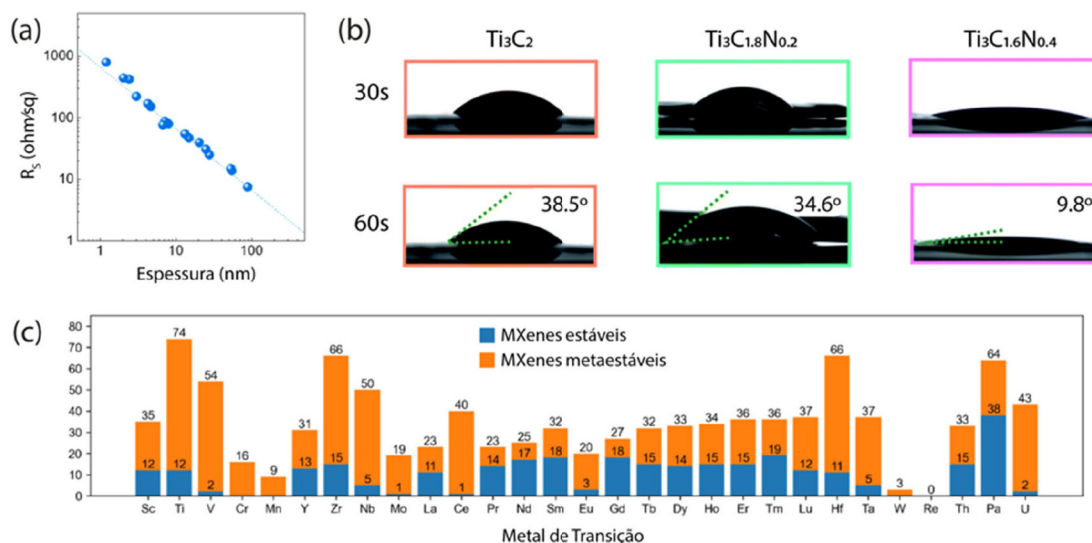 (a)
R_S (ohm/sq)
1000
100
10
1
1 10 100
Espessura (nm)
(b)
Ti₃C₂ Ti₃C₁.₈N₀.₂ Ti₃C₁.₆N₀.₄
30s
60s
38.5º 34.6º 9.8º
(c)
MXenes estáveis
MXenes metaestáveis
80
70
60
50
40
30
20
10
0
35 74 54 16 9 31 66 50 19 23 40 23 25 32 20 27 32 33 34 36 36 37 66 37 3 0 33 64 43
12 12 2 13 15 5 1 11 1 14 17 18 3 18 15 14 15 15 19 12 11 5 15 38 2
Sc Ti V Cr Mn Y Zr Nb Mo La Ce Pr Nd Sm Eu Gd Tb Dy Ho Er Tm Lu Hf Ta W Re Th Pa U
Metal de Transição